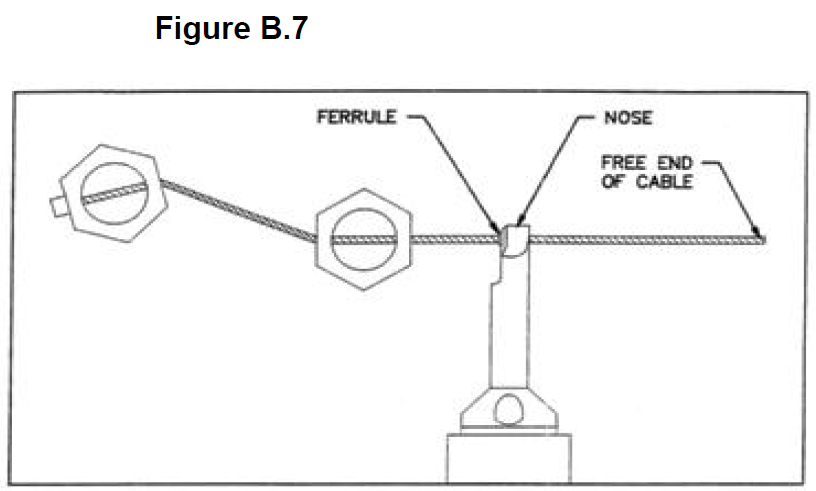 Figure B.7
FERRULE
NOSE
FREE END
OF CABLE